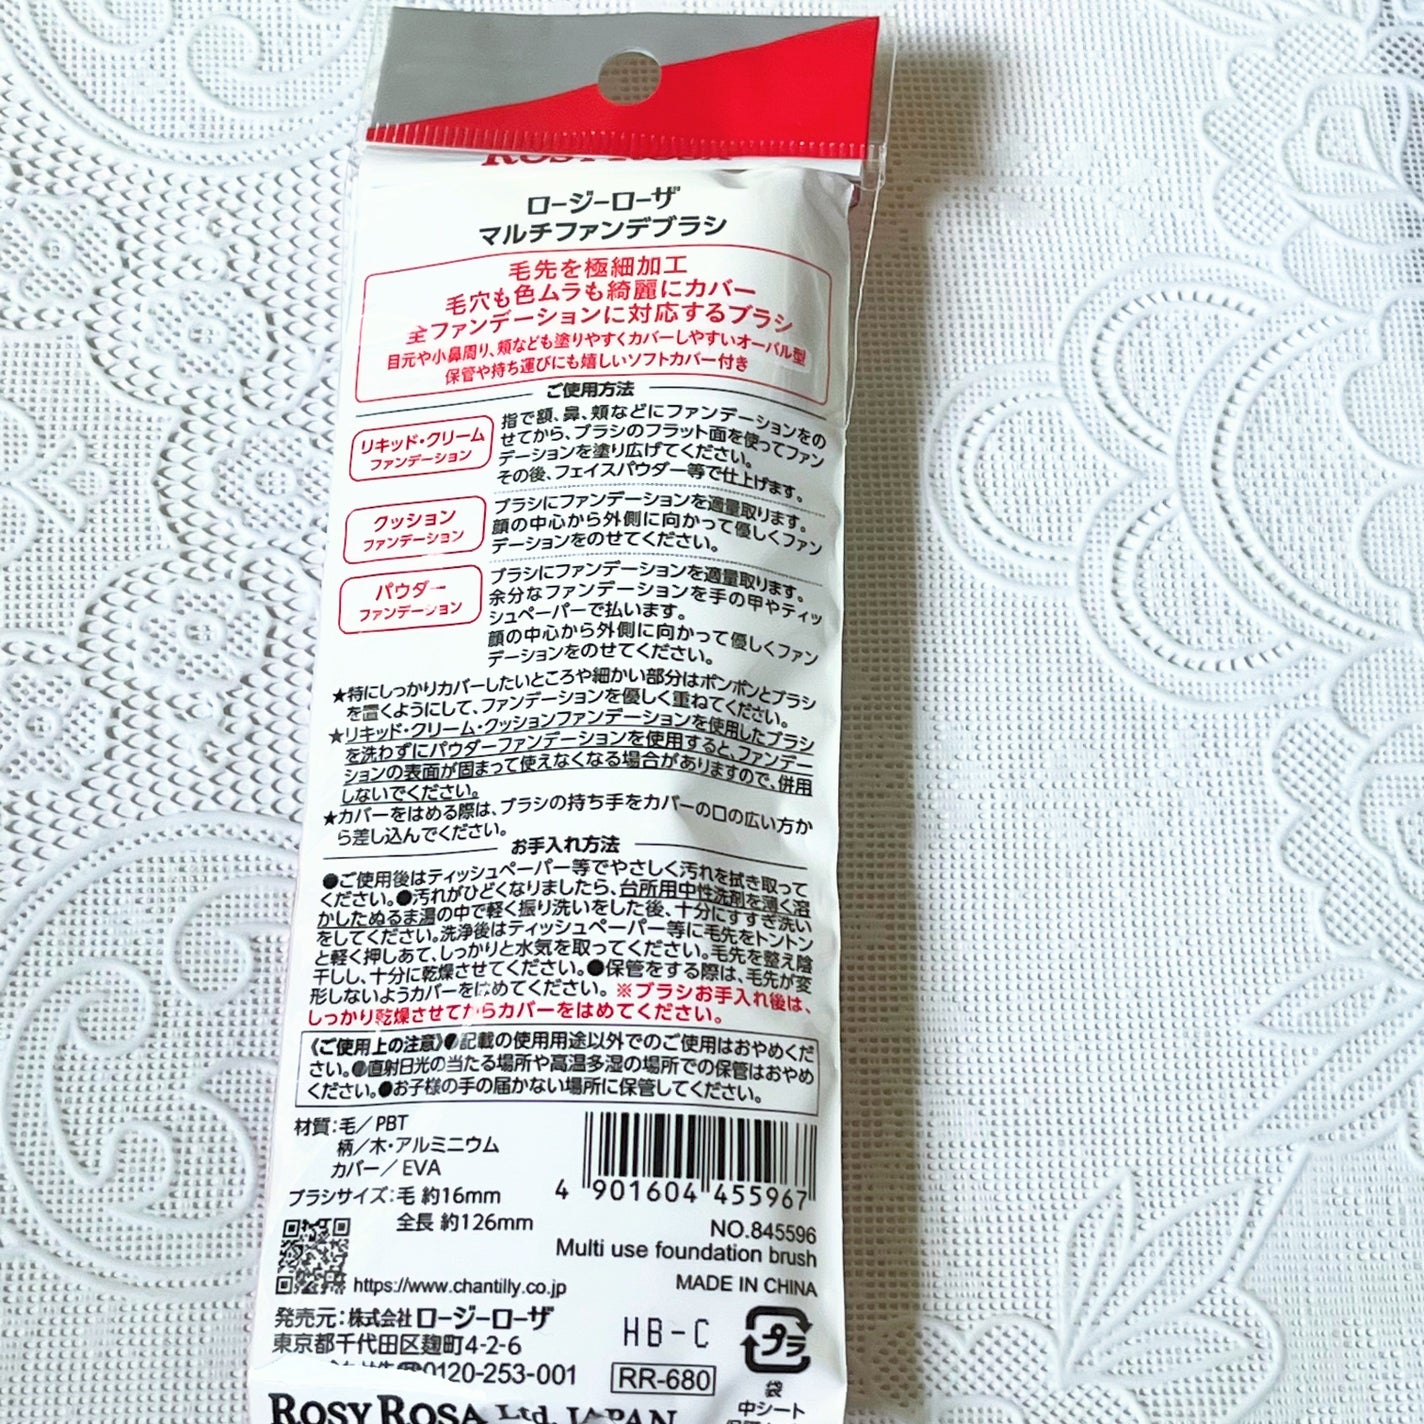 ROSY ROSA
ロージーローザ
マルチファンデブラシ
毛先を極細加工
毛穴も色ムラも綺麗にカバー
全ファンデーションに対応するブラシ
目元や小鼻周り、頬なども塗りやすくカバーしやすいオーバル型
保管や持ち運びにも嬉しいソフトカバー付き
ご使用方法
リキッド・クリーム
ファンデーション
指で額、鼻、頬などにファンデーションをの
せてから、ブラシのフラット面を使ってファン
デーションを塗り広げてください。
その後、フェイスパウダー等で仕上げます。
クッション
ファンデーション
ブラシにファンデーションを適量取ります。
顔の中心から外側に向かって優しくファン
デーションをのせてください。
パウダー
ファンデーション
ブラシにファンデーションを適量取ります。
余分なファンデーションを手の甲やティッ
シュペーパーで払います。
顔の中心から外側に向かって優しくファン
デーションをのせてください。
★特にしっかりカバーしたいところや細かい部分はポンポンとブラシ
を置くようにして、ファンデーションを優しく重ねてください。
★リキッド・クリーム・クッションファンデーションを使用したブラシ
を洗わずにパウダーファンデーションを使用すると、ファンデー
ションの表面が固まって使えなくなる場合がありますので、併用
しないでください。
★カバーをはめる際は、ブラシの持ち手をカバーの口の広い方か
ら差し込んでください。
お手入れ方法
●ご使用後はティッシュペーパー等でやさしく汚れを拭き取って
ください。●汚れがひどくなりましたら、台所用中性洗剤を薄く溶
かしたぬるま湯の中で軽く振り洗いをした後、十分にすすぎ洗い
をしてください。洗浄後はティッシュペーパー等に毛先をトントン
と軽く押しあて、しっかりと水気を取ってください。毛先を整え陰
干しし、十分に乾燥させてください。●保管をする際は、毛先が変
形しないようカバーをはめてください。※ブラシお手入れ後は、
しっかり乾燥させてからカバーをはめてください。
《ご使用上の注意》●記載の使用用途以外でのご使用はおやめくだ
さい。●直射日光の当たる場所や高温多湿の場所での保管はおやめ
ください。●お子様の手の届かない場所に保管してください。
材質:毛／PBT
柄／木・アルミニウム
カバー／EVA
ブラシサイズ:毛 約16mm
全長 約126mm
4 901604 455967
NO.845596
Multi use foundation brush
https://www.chantilly.co.jp
MADE IN CHINA
発売元:株式会社ロージーローザ
東京都千代田区麹町4-2-6
0120-253-001
HB-C
RR-680
プラ
袋
中シート
ROSY ROSA Ltd. JAPAN